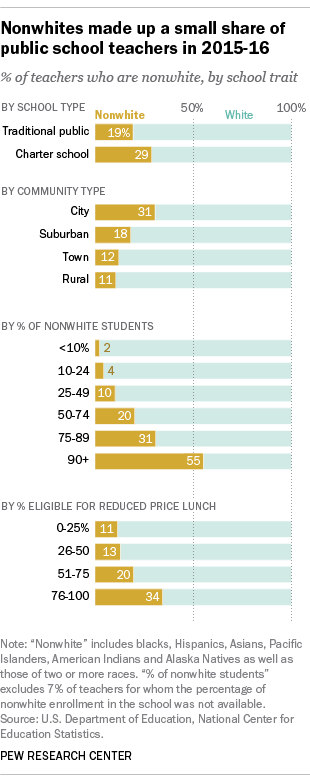 Nonwhites made up a small share of
public school teachers in 2015-16
% of teachers who are nonwhite, by school trait
BY SCHOOL TYPE 50% 100%
Nonwhite White
Traditional public 19%
Charter school 29
BY COMMUNITY TYPE
City 31
Suburban 18
Town 12
Rural 11
BY % OF NONWHITE STUDENTS
<10% 2
10-24 4
25-49 10
50-74 20
75-89 31
90+ 55
BY % ELIGIBLE FOR REDUCED PRICE LUNCH
0-25% 11
26-50 13
51-75 20
76-100 34
Note: “Nonwhite” includes blacks, Hispanics, Asians, Pacific
Islanders, American Indians and Alaska Natives as well as
those of two or more races. “% of nonwhite students”
excludes 7% of teachers for whom the percentage of
nonwhite enrollment in the school was not available.
Source: U.S. Department of Education, National Center for
Education Statistics.
PEW RESEARCH CENTER